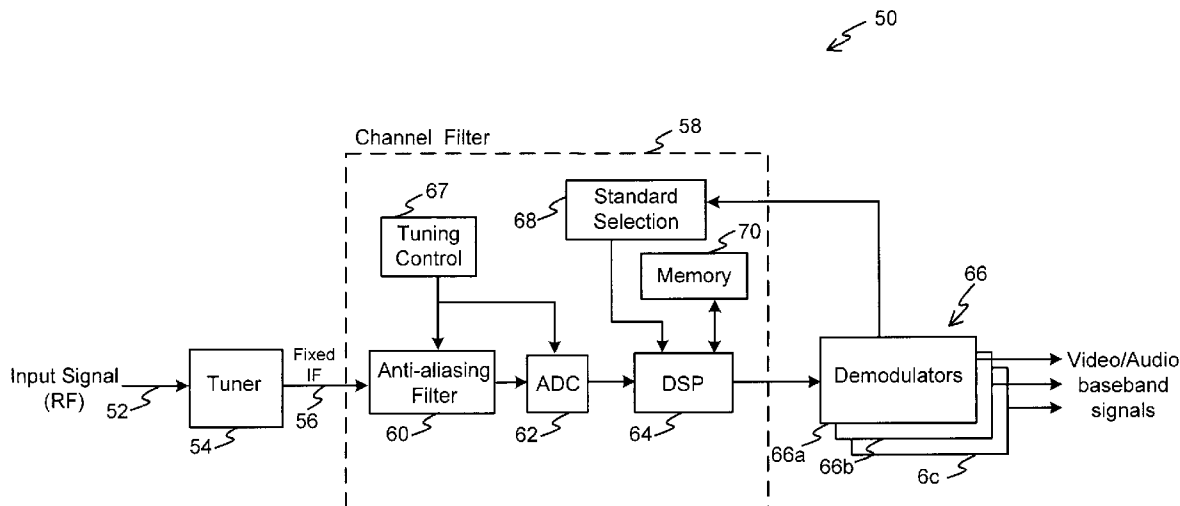 50
Channel Filter
58
67
Tuning
Control
68
Standard
Selection
70
Memory
66
Input Signal
(RF)
52
Tuner
54
Fixed
IF
56
Anti-aliasing
Filter
60
ADC
62
DSP
64
Demodulators
66a
66b
6c
Video/Audio
baseband
signals